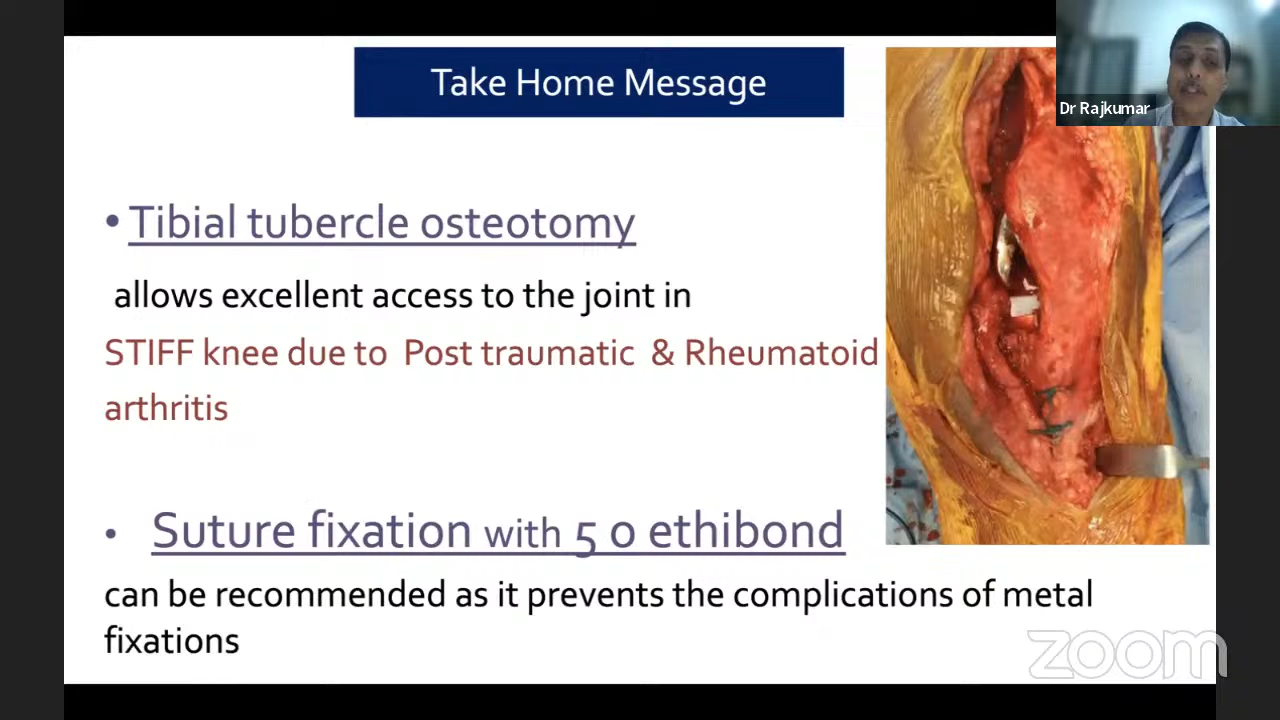 Take Home Message
Dr Rajkumar
• Tibial tubercle osteotomy
allows excellent access to the joint in
STIFF knee due to Post traumatic & Rheumatoid
arthritis
• Suture fixation with 5 0 ethibond
can be recommended as it prevents the complications of metal
fixations
zoom